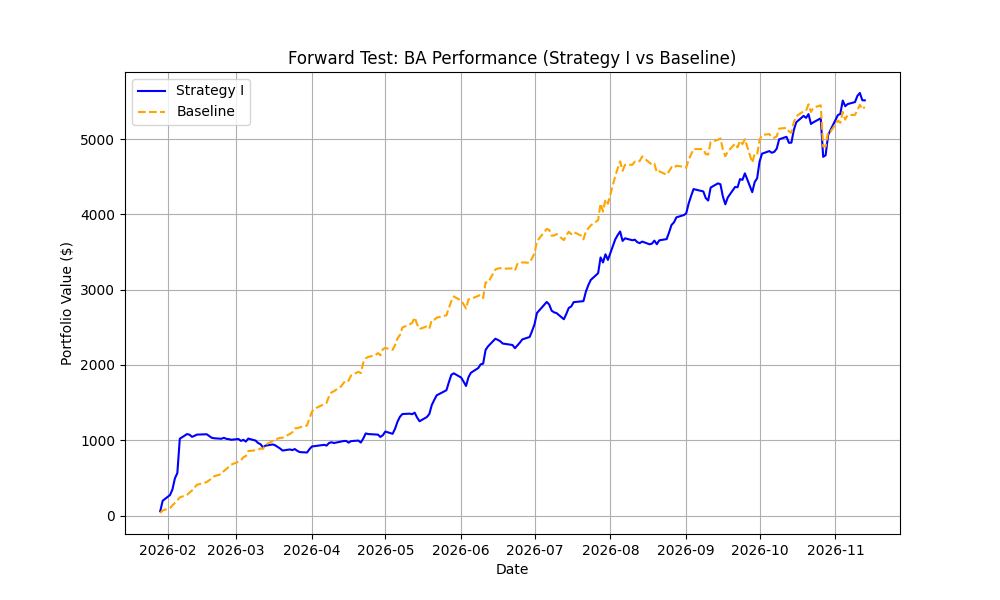 Forward Test: BA Performance (Strategy I vs Baseline)
Strategy I
Baseline
Portfolio Value ($)
5000
4000
3000
2000
1000
0
2026-02 2026-03 2026-04 2026-05 2026-06 2026-07 2026-08 2026-09 2026-10 2026-11
Date